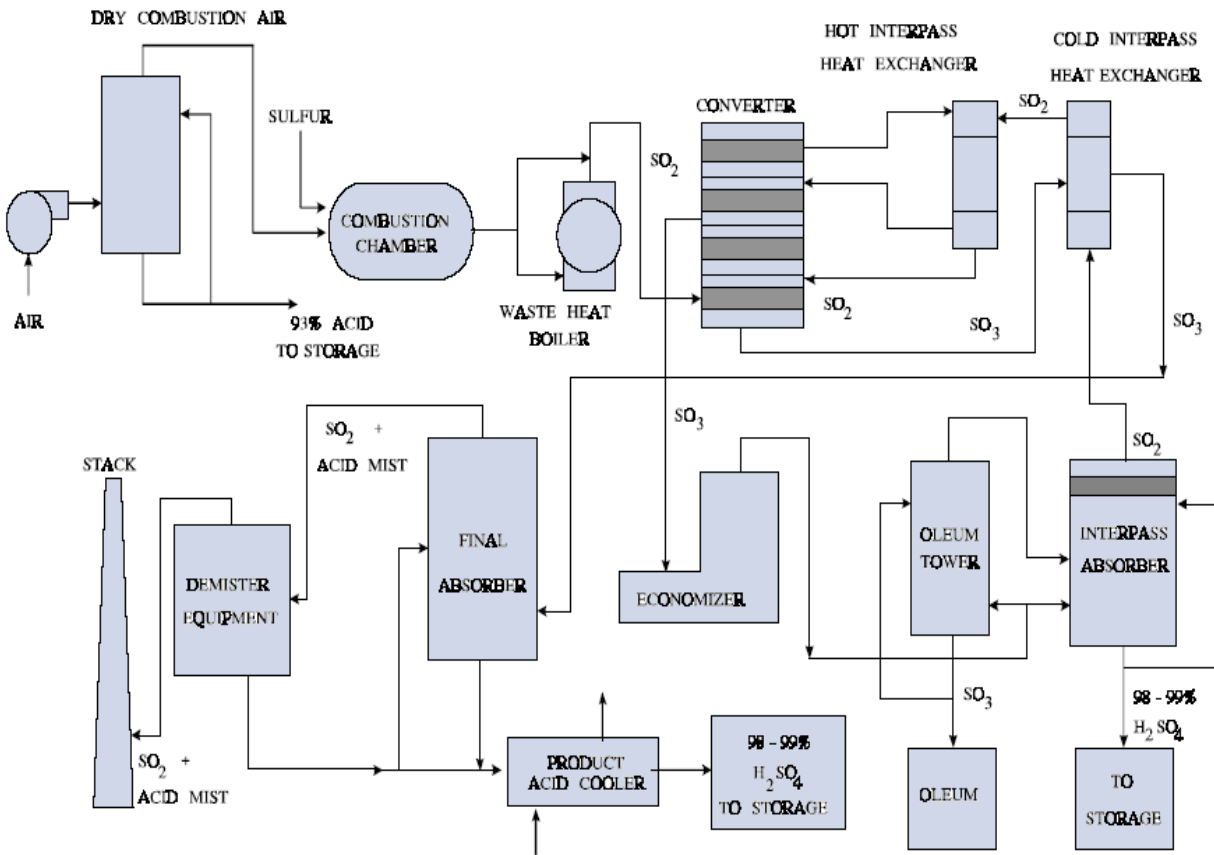 DRY COMBUSTION AIR
HOT INTERPASS
HEAT EXCHANGER
COLD INTERPASS
HEAT EXCHANGER
SULFUR
CONVERTER
SO2
SO2
COMBUSTION
CHAMBER
AIR
93% ACID
TO STORAGE
WASTE HEAT
BOILER
SO2
SO3
SO3
SO2 +
ACID MIST
SO3
SO2
STACK
DEMISTER
EQUIPMENT
FINAL
ABSORBER
ECONOMIZER
OLEUM
TOWER
INTERPASS
ABSORBER
SO3
98 - 99%
H2SO4
SO2 +
ACID MIST
PRODUCT
ACID COOLER
98 - 99%
H2SO4
TO STORAGE
OLEUM
TO
STORAGE